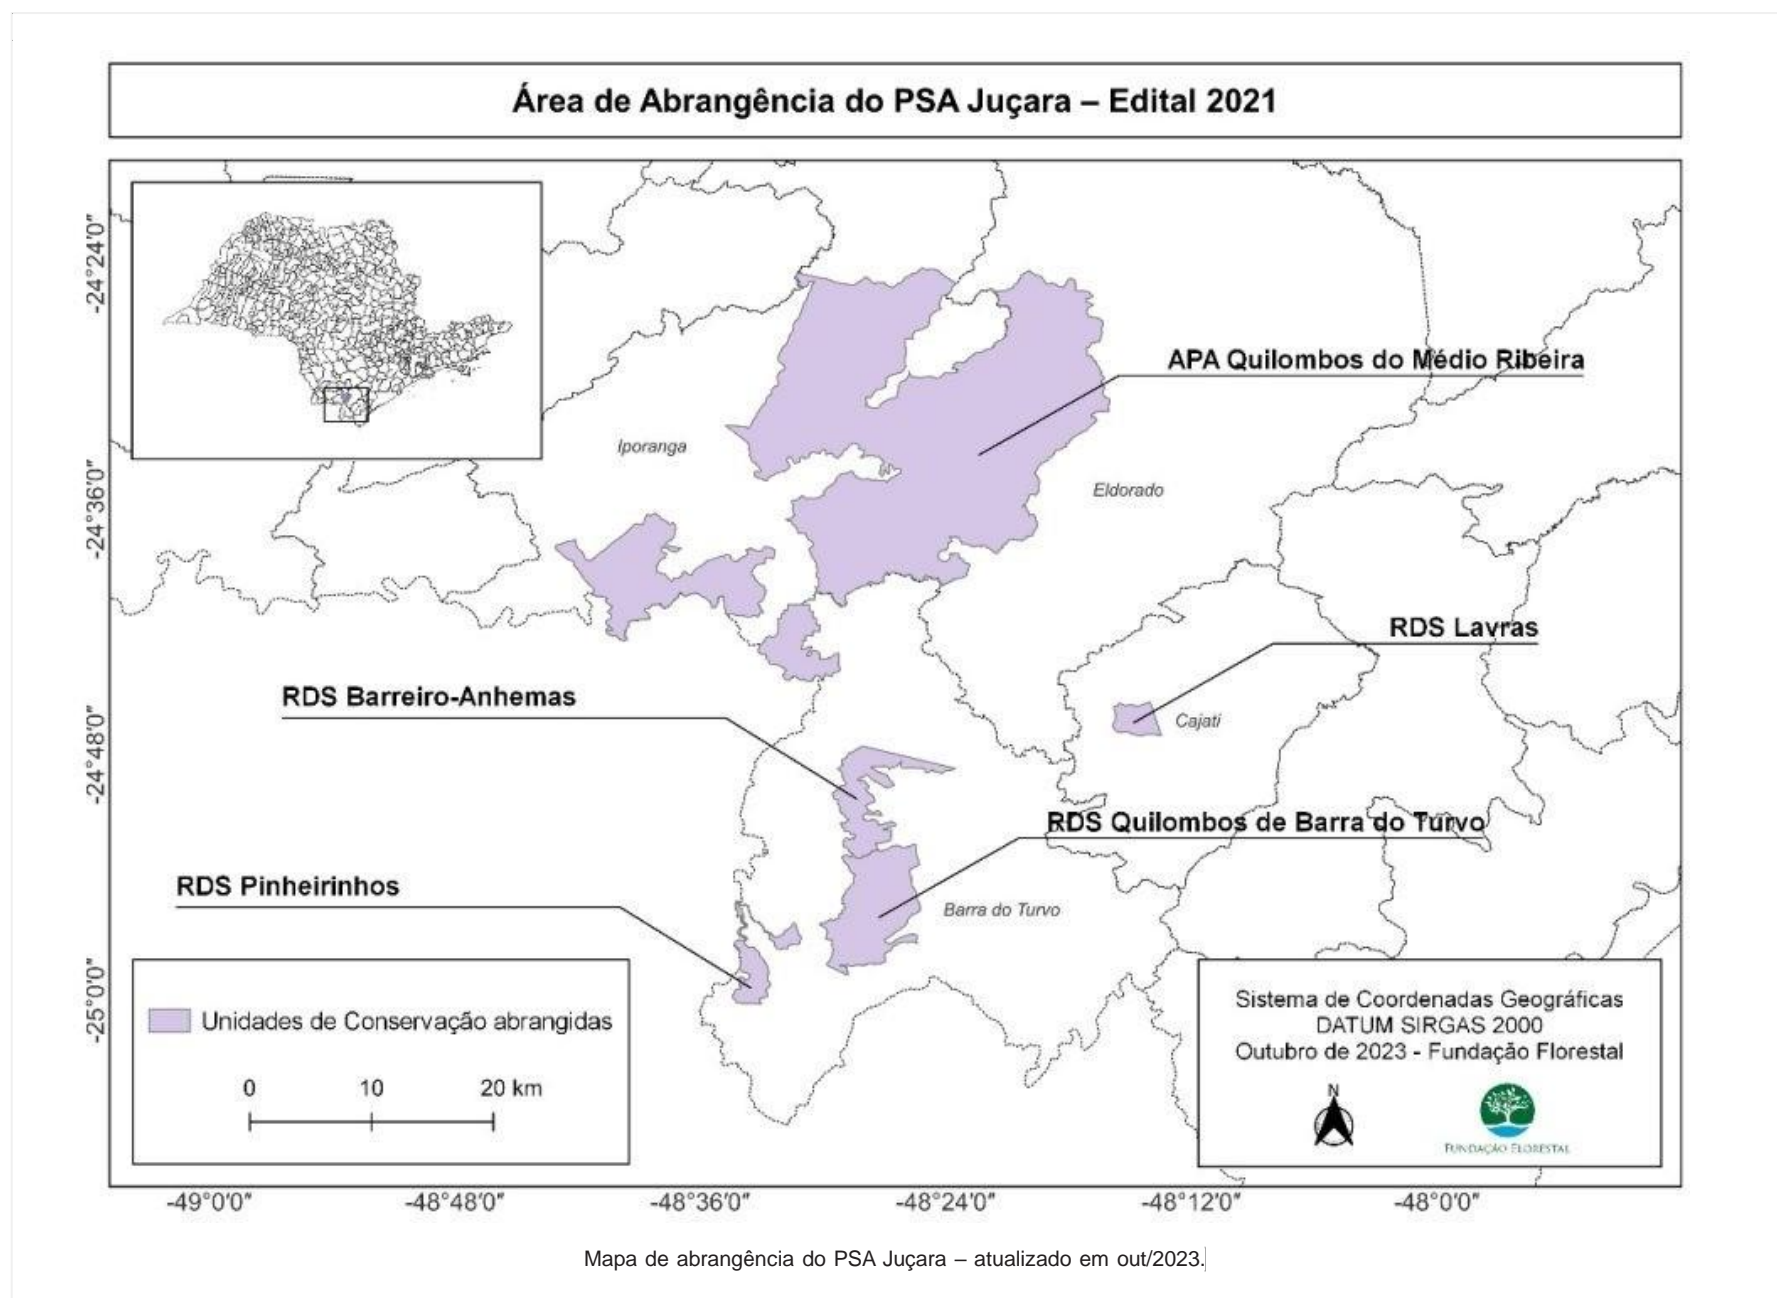 Área de Abrangência do PSA Juçara – Edital 2021
-24°24'0"
-24°36'0"
-24°48'0"
-25°0'0"
APA Quilombos do Médio Ribeira
Iporanga
Eldorado
RDS Lavras
RDS Barreiro-Anhemas
Cajati
RDS Quilombos de Barra do Turvo
RDS Pinheirinhos
Barra do Turvo
Unidades de Conservação abrangidas
0 10 20 km
Sistema de Coordenadas Geográficas
DATUM SIRGAS 2000
Outubro de 2023 - Fundação Florestal
N
FUNDAÇÃO FLORESTAL
-49°0'0" -48°48'0" -48°36'0" -48°24'0" -48°12'0" -48°0'0"
Mapa de abrangência do PSA Juçara – atualizado em out/2023.